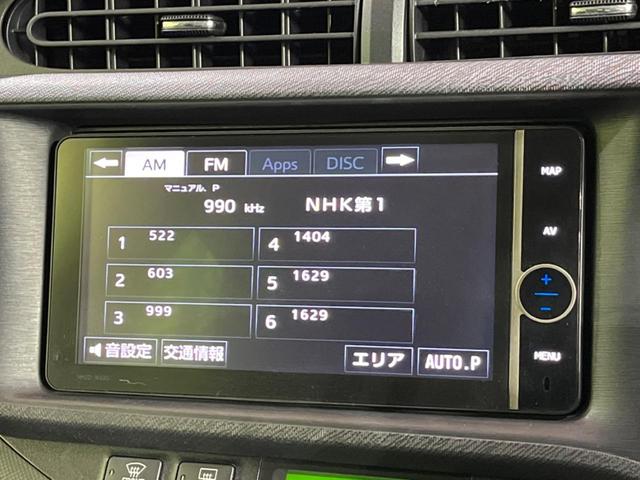 AM FM Apps DISC
マニュアル、P
990 kHz NHK第1
1 522 4 1404
2 603 5 1629
3 999 6 1629
音設定 交通情報 エリア AUTO.P
MAP
AV
+
−
MENU